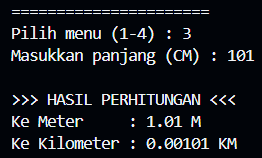 ======================
Pilih menu (1-4) : 3
Masukkan panjang (CM) : 101

>>> HASIL PERHITUNGAN <<<
Ke Meter     : 1.01 M
Ke Kilometer : 0.00101 KM